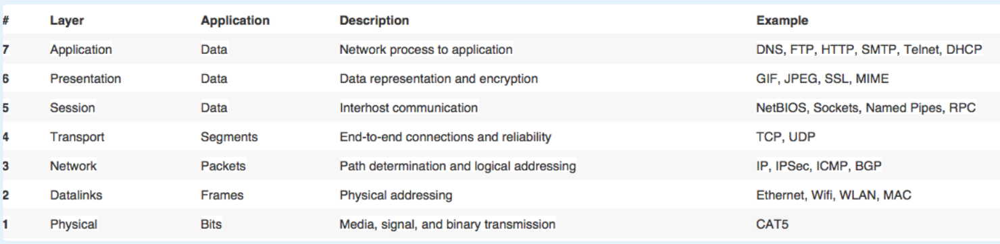 # Layer Application Description Example
7 Application Data Network process to application DNS, FTP, HTTP, SMTP, Telnet, DHCP
6 Presentation Data Data representation and encryption GIF, JPEG, SSL, MIME
5 Session Data Interhost communication NetBIOS, Sockets, Named Pipes, RPC
4 Transport Segments End-to-end connections and reliability TCP, UDP
3 Network Packets Path determination and logical addressing IP, IPSec, ICMP, BGP
2 Datalinks Frames Physical addressing Ethernet, Wifi, WLAN, MAC
1 Physical Bits Media, signal, and binary transmission CAT5